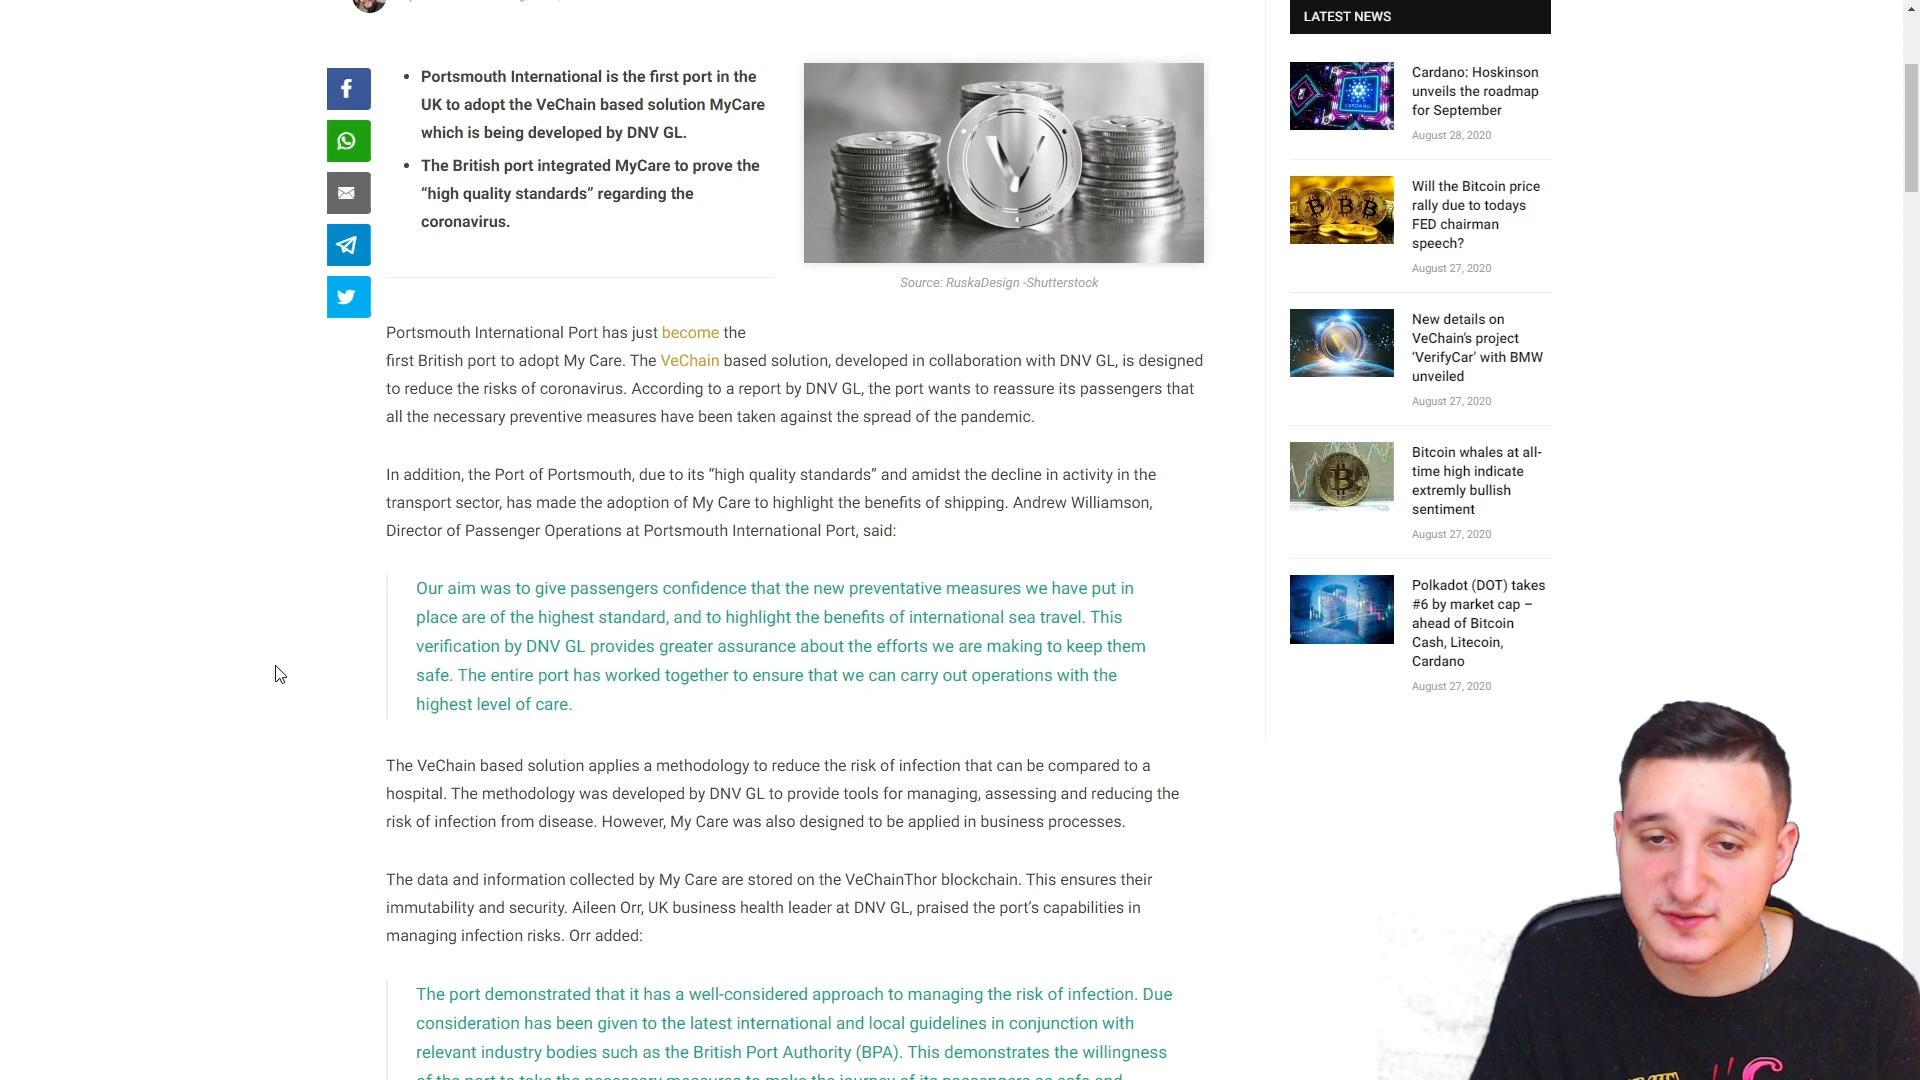 LATEST NEWS
Portsmouth International is the first port in the
UK to adopt the VeChain based solution MyCare
which is being developed by DNV GL.
The British port integrated MyCare to prove the
“high quality standards” regarding the
coronavirus.
Source: RuskaDesign -Shutterstock
Portsmouth International Port has just become the
first British port to adopt My Care. The VeChain based solution, developed in collaboration with DNV GL, is designed
to reduce the risks of coronavirus. According to a report by DNV GL, the port wants to reassure its passengers that
all the necessary preventive measures have been taken against the spread of the pandemic.
In addition, the Port of Portsmouth, due to its “high quality standards” and amidst the decline in activity in the
transport sector, has made the adoption of My Care to highlight the benefits of shipping. Andrew Williamson,
Director of Passenger Operations at Portsmouth International Port, said:
Our aim was to give passengers confidence that the new preventative measures we have put in
place are of the highest standard, and to highlight the benefits of international sea travel. This
verification by DNV GL provides greater assurance about the efforts we are making to keep them
safe. The entire port has worked together to ensure that we can carry out operations with the
highest level of care.
The VeChain based solution applies a methodology to reduce the risk of infection that can be compared to a
hospital. The methodology was developed by DNV GL to provide tools for managing, assessing and reducing the
risk of infection from disease. However, My Care was also designed to be applied in business processes.
The data and information collected by My Care are stored on the VeChainThor blockchain. This ensures their
immutability and security. Aileen Orr, UK business health leader at DNV GL, praised the port’s capabilities in
managing infection risks. Orr added:
The port demonstrated that it has a well-considered approach to managing the risk of infection. Due
consideration has been given to the latest international and local guidelines in conjunction with
relevant industry bodies such as the British Port Authority (BPA). This demonstrates the willingness
Cardano: Hoskinson
unveils the roadmap
for September
August 28, 2020
Will the Bitcoin price
rally due to todays
FED chairman
speech?
August 27, 2020
New details on
VeChain’s project
‘VerifyCar’ with BMW
unveiled
August 27, 2020
Bitcoin whales at all-
time high indicate
extremly bullish
sentiment
August 27, 2020
Polkadot (DOT) takes
#6 by market cap –
ahead of Bitcoin
Cash, Litecoin,
Cardano
August 27, 2020